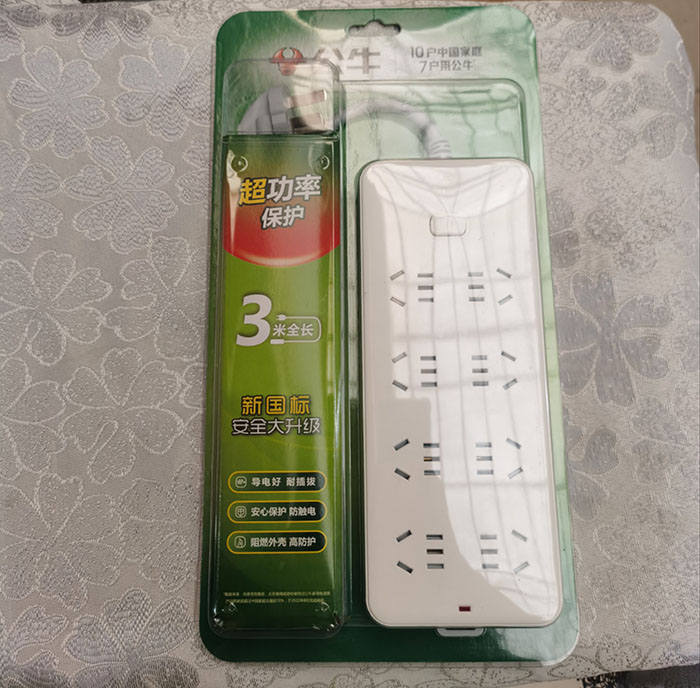 公牛
10户中国家庭
7户用公牛
超功率
保护
3米全长
新国标
安全大升级
导电好 耐插拔
安心保护 防触电
阻燃外壳 高防护